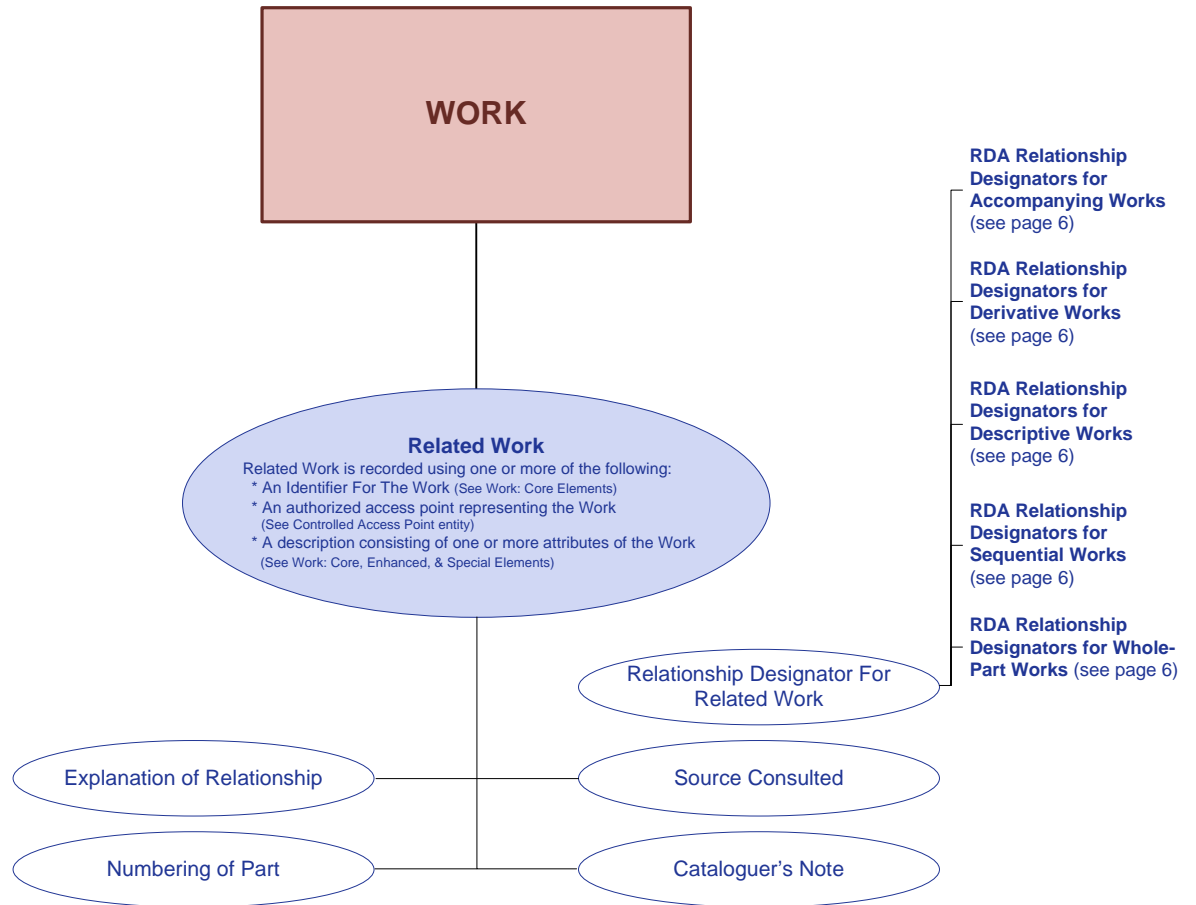 WORK
RDA Relationship
Designators for
Accompanying Works
(see page 6)
RDA Relationship
Designators for
Derivative Works
(see page 6)
RDA Relationship
Designators for
Descriptive Works
(see page 6)
RDA Relationship
Designators for
Sequential Works
(see page 6)
RDA Relationship
Designators for Whole-
Part Works (see page 6)
Related Work
Related Work is recorded using one or more of the following:
* An Identifier For The Work (See Work: Core Elements)
* An authorized access point representing the Work
(See Controlled Access Point entity)
* A description consisting of one or more attributes of the Work
(See Work: Core, Enhanced, & Special Elements)
Relationship Designator For
Related Work
Explanation of Relationship
Source Consulted
Numbering of Part
Cataloguer's Note